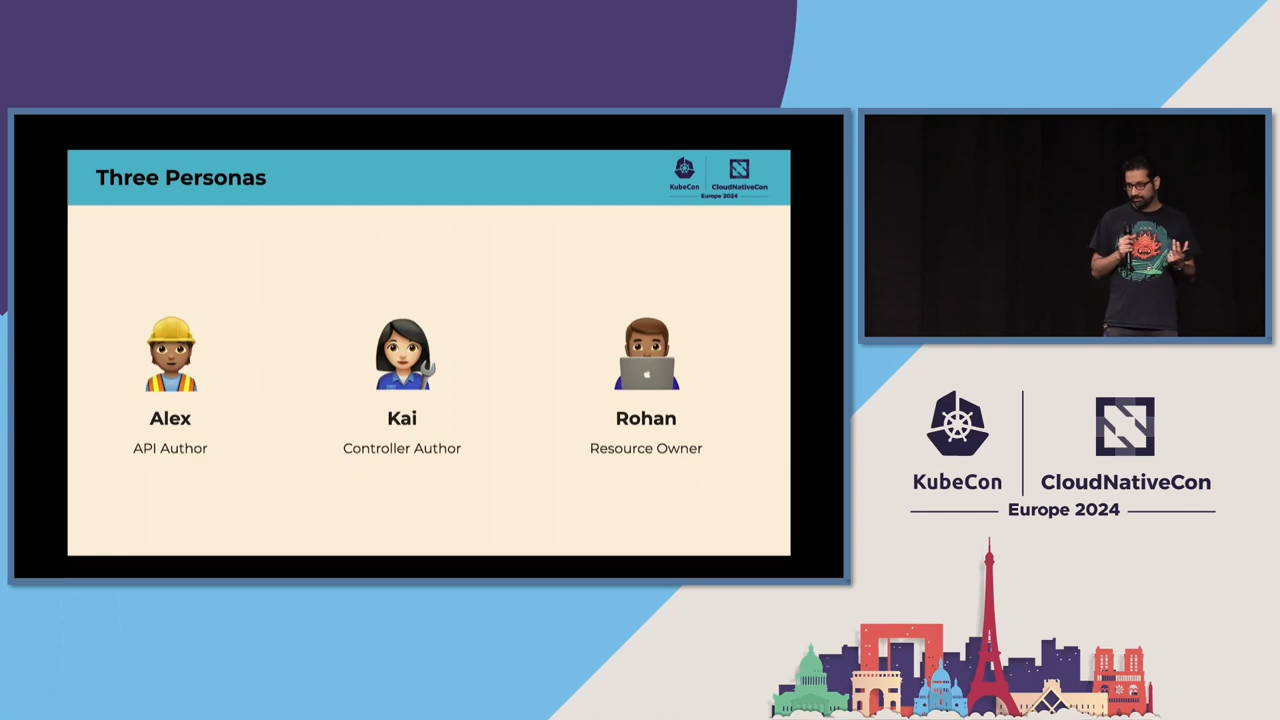 Three Personas
KubeCon
CloudNativeCon
Europe 2024
Alex
API Author
Kai
Controller Author
Rohan
Resource Owner
KubeCon
CloudNativeCon
Europe 2024